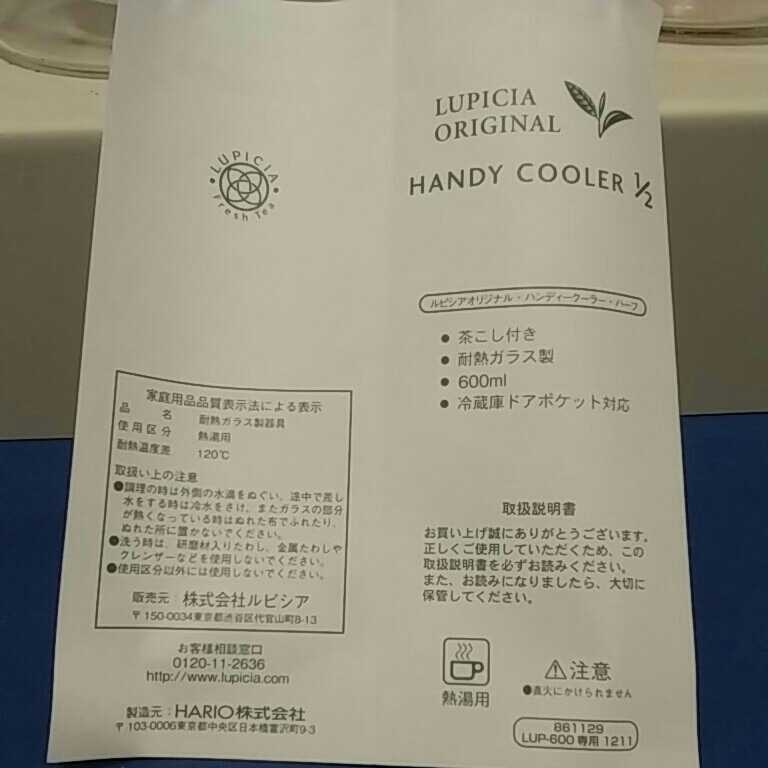 LUPICIA
Fresh Tea
家庭用品品質表示法による表示
品　　名　耐熱ガラス製器具
使用区分　熱湯用
耐熱温度差　120℃
取扱い上の注意
●調理の時は外側の水滴をぬぐい、途中で差し
水をする時は冷水をさけ、またガラスの部分
が熱くなっている時はぬれた布でふれたり、
ぬれた所に置かないでください。
●洗う時は、研磨材入りたわし、金属たわしや
クレンザーなどを使用しないでください。
●使用区分以外には使用しないでください。
販売元：株式会社ルピシア
〒150-0034東京都渋谷区代官山町8-13
お客様相談窓口
0120-11-2636
http://www.lupicia.com
製造元：HARIO株式会社
〒103-0006東京都中央区日本橋富沢町9-3
LUPICIA
ORIGINAL
HANDY COOLER 1/2
ルピシアオリジナル・ハンディークーラー・ハーフ
● 茶こし付き
● 耐熱ガラス製
● 600ml
● 冷蔵庫ドアポケット対応
取扱説明書
お買い上げ誠にありがとうございます。
正しくご使用していただくため、この
取扱説明書を必ずお読みください。
また、お読みになりましたら、大切に
保管してください。
熱湯用
⚠注意
●直火にかけられません
861129
LUP-600専用1211